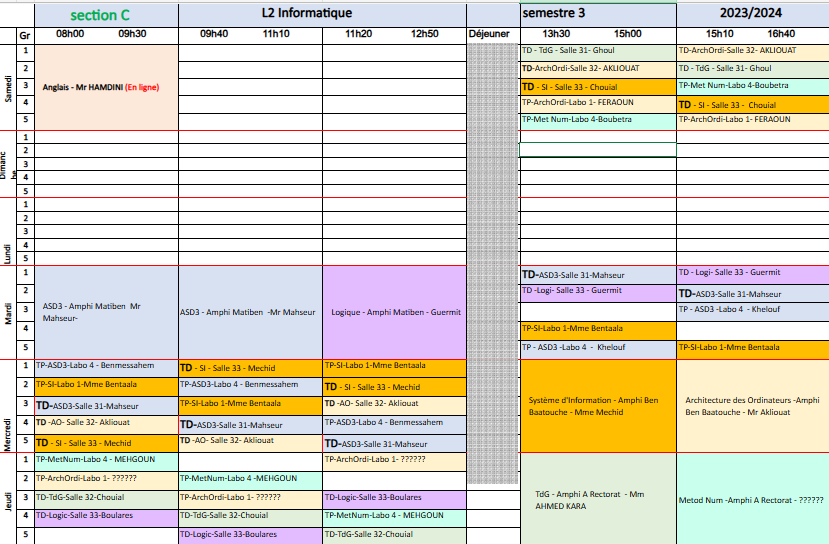 section C L2 Informatique semestre 3 2023/2024
Gr 08h00 09h30 09h40 11h10 11h20 12h50 Déjeuner 13h30 15h00 15h10 16h40
Samedi
Anglais - Mr HAMDINI (En ligne)
1 TD - TdG - Salle 31- Ghoul TD-ArchOrdi-Salle 32- AKLIOUAT
2 TD-ArchOrdi-Salle 32- AKLIOUAT TD - TdG - Salle 31- Ghoul
3 TD - SI - Salle 33 - Chouial TP-Met Num-Labo 4-Boubetra
4 TP-ArchOrdi-Labo 1- FERAOUN TD - SI - Salle 33 - Chouial
5 TP-Met Num-Labo 4-Boubetra TP-ArchOrdi-Labo 1- FERAOUN
Dimanc
1
2
3
4
5
Lundi
1
2
3
4
5
Mardi
ASD3 - Amphi Matiben Mr
Mahseur-
ASD3 - Amphi Matiben -Mr Mahseur
Logique - Amphi Matiben - Guermit
1 TD-ASD3-Salle 31-Mahseur TD - Logi- Salle 33 - Guermit
2 TD -Logi- Salle 33 - Guermit TD-ASD3-Salle 31-Mahseur
3 TP - ASD3 -Labo 4 - Khelouf
4 TP-SI-Labo 1-Mme Bentaala
5 TP - ASD3 -Labo 4 - Khelouf TP-SI-Labo 1-Mme Bentaala
Mercredi
1 TP-ASD3-Labo 4 - Benmessahem TD - SI - Salle 33 - Mechid TP-SI-Labo 1-Mme Bentaala
2 TP-SI-Labo 1-Mme Bentaala TP-ASD3-Labo 4 - Benmessahem TD - SI - Salle 33 - Mechid
3 TD-ASD3-Salle 31-Mahseur TP-SI-Labo 1-Mme Bentaala TD -AO- Salle 32- Akliouat
4 TD -AO- Salle 32- Akliouat TD-ASD3-Salle 31-Mahseur TP-ASD3-Labo 4 - Benmessahem
5 TD - SI - Salle 33 - Mechid TD -AO- Salle 32- Akliouat TD-ASD3-Salle 31-Mahseur
Système d'Information - Amphi Ben
Baatouche - Mme Mechid
Architecture des Ordinateurs -Amphi
Ben Baatouche - Mr Akliouat
Jeudi
1 TP-MetNum-Labo 4 - MEHGOUN TP-ArchOrdi-Labo 1- ??????
2 TP-ArchOrdi-Labo 1- ?????? TP-MetNum-Labo 4 -MEHGOUN
3 TD-TdG-Salle 32-Chouial TP-ArchOrdi-Labo 1- ?????? TD-Logic-Salle 33-Boulares
4 TD-Logic-Salle 33-Boulares TD-TdG-Salle 32-Chouial TP-MetNum-Labo 4 - MEHGOUN
5 TD-Logic-Salle 33-Boulares TD-TdG-Salle 32-Chouial
TdG - Amphi A Rectorat - Mm
AHMED KARA
Metod Num -Amphi A Rectorat - ??????